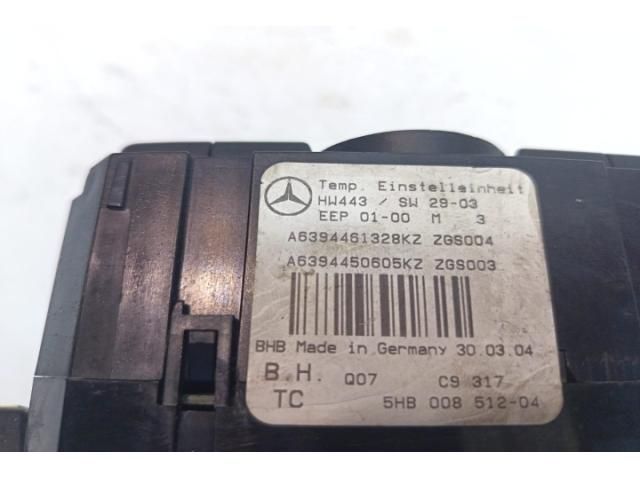 Temp. Einstelleinheit
HW443 / SW 29-03
EEP 01-00 M 3
A6394461328KZ ZGS004
A6394450605KZ ZGS003
BHB Made in Germany 30.03.04
B.H. Q07 C9 317
TC 5HB 008 512-04